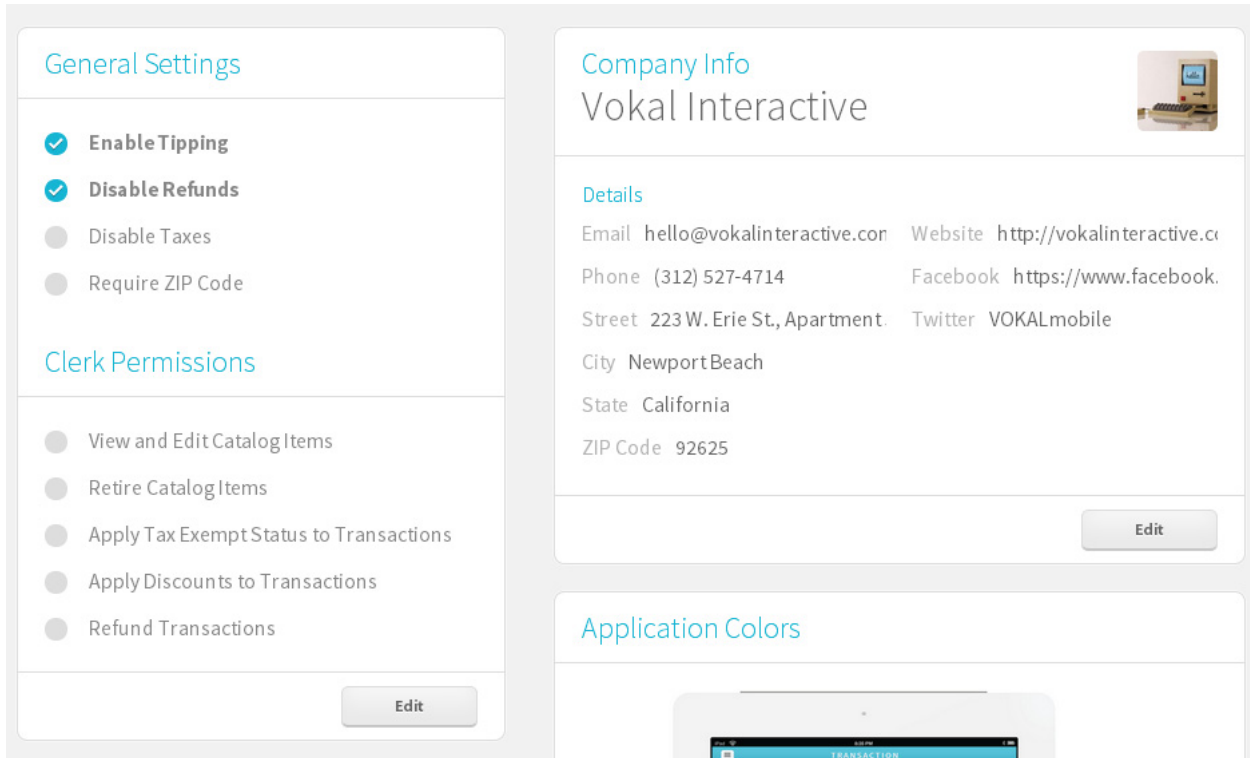 General Settings
Enable Tipping
Disable Refunds
Disable Taxes
Require ZIP Code
Clerk Permissions
View and Edit Catalog Items
Retire Catalog Items
Apply Tax Exempt Status to Transactions
Apply Discounts to Transactions
Refund Transactions
Edit
Company Info
Vokal Interactive
hello
Details
Email hello@vokalinteractive.con
Website http://vokalinteractive.co
Phone (312) 527-4714
Facebook https://www.facebook.
Street 223 W. Erie St., Apartment
Twitter VOKALmobile
City Newport Beach
State California
ZIP Code 92625
Edit
Application Colors
iPad
TRANSACTION